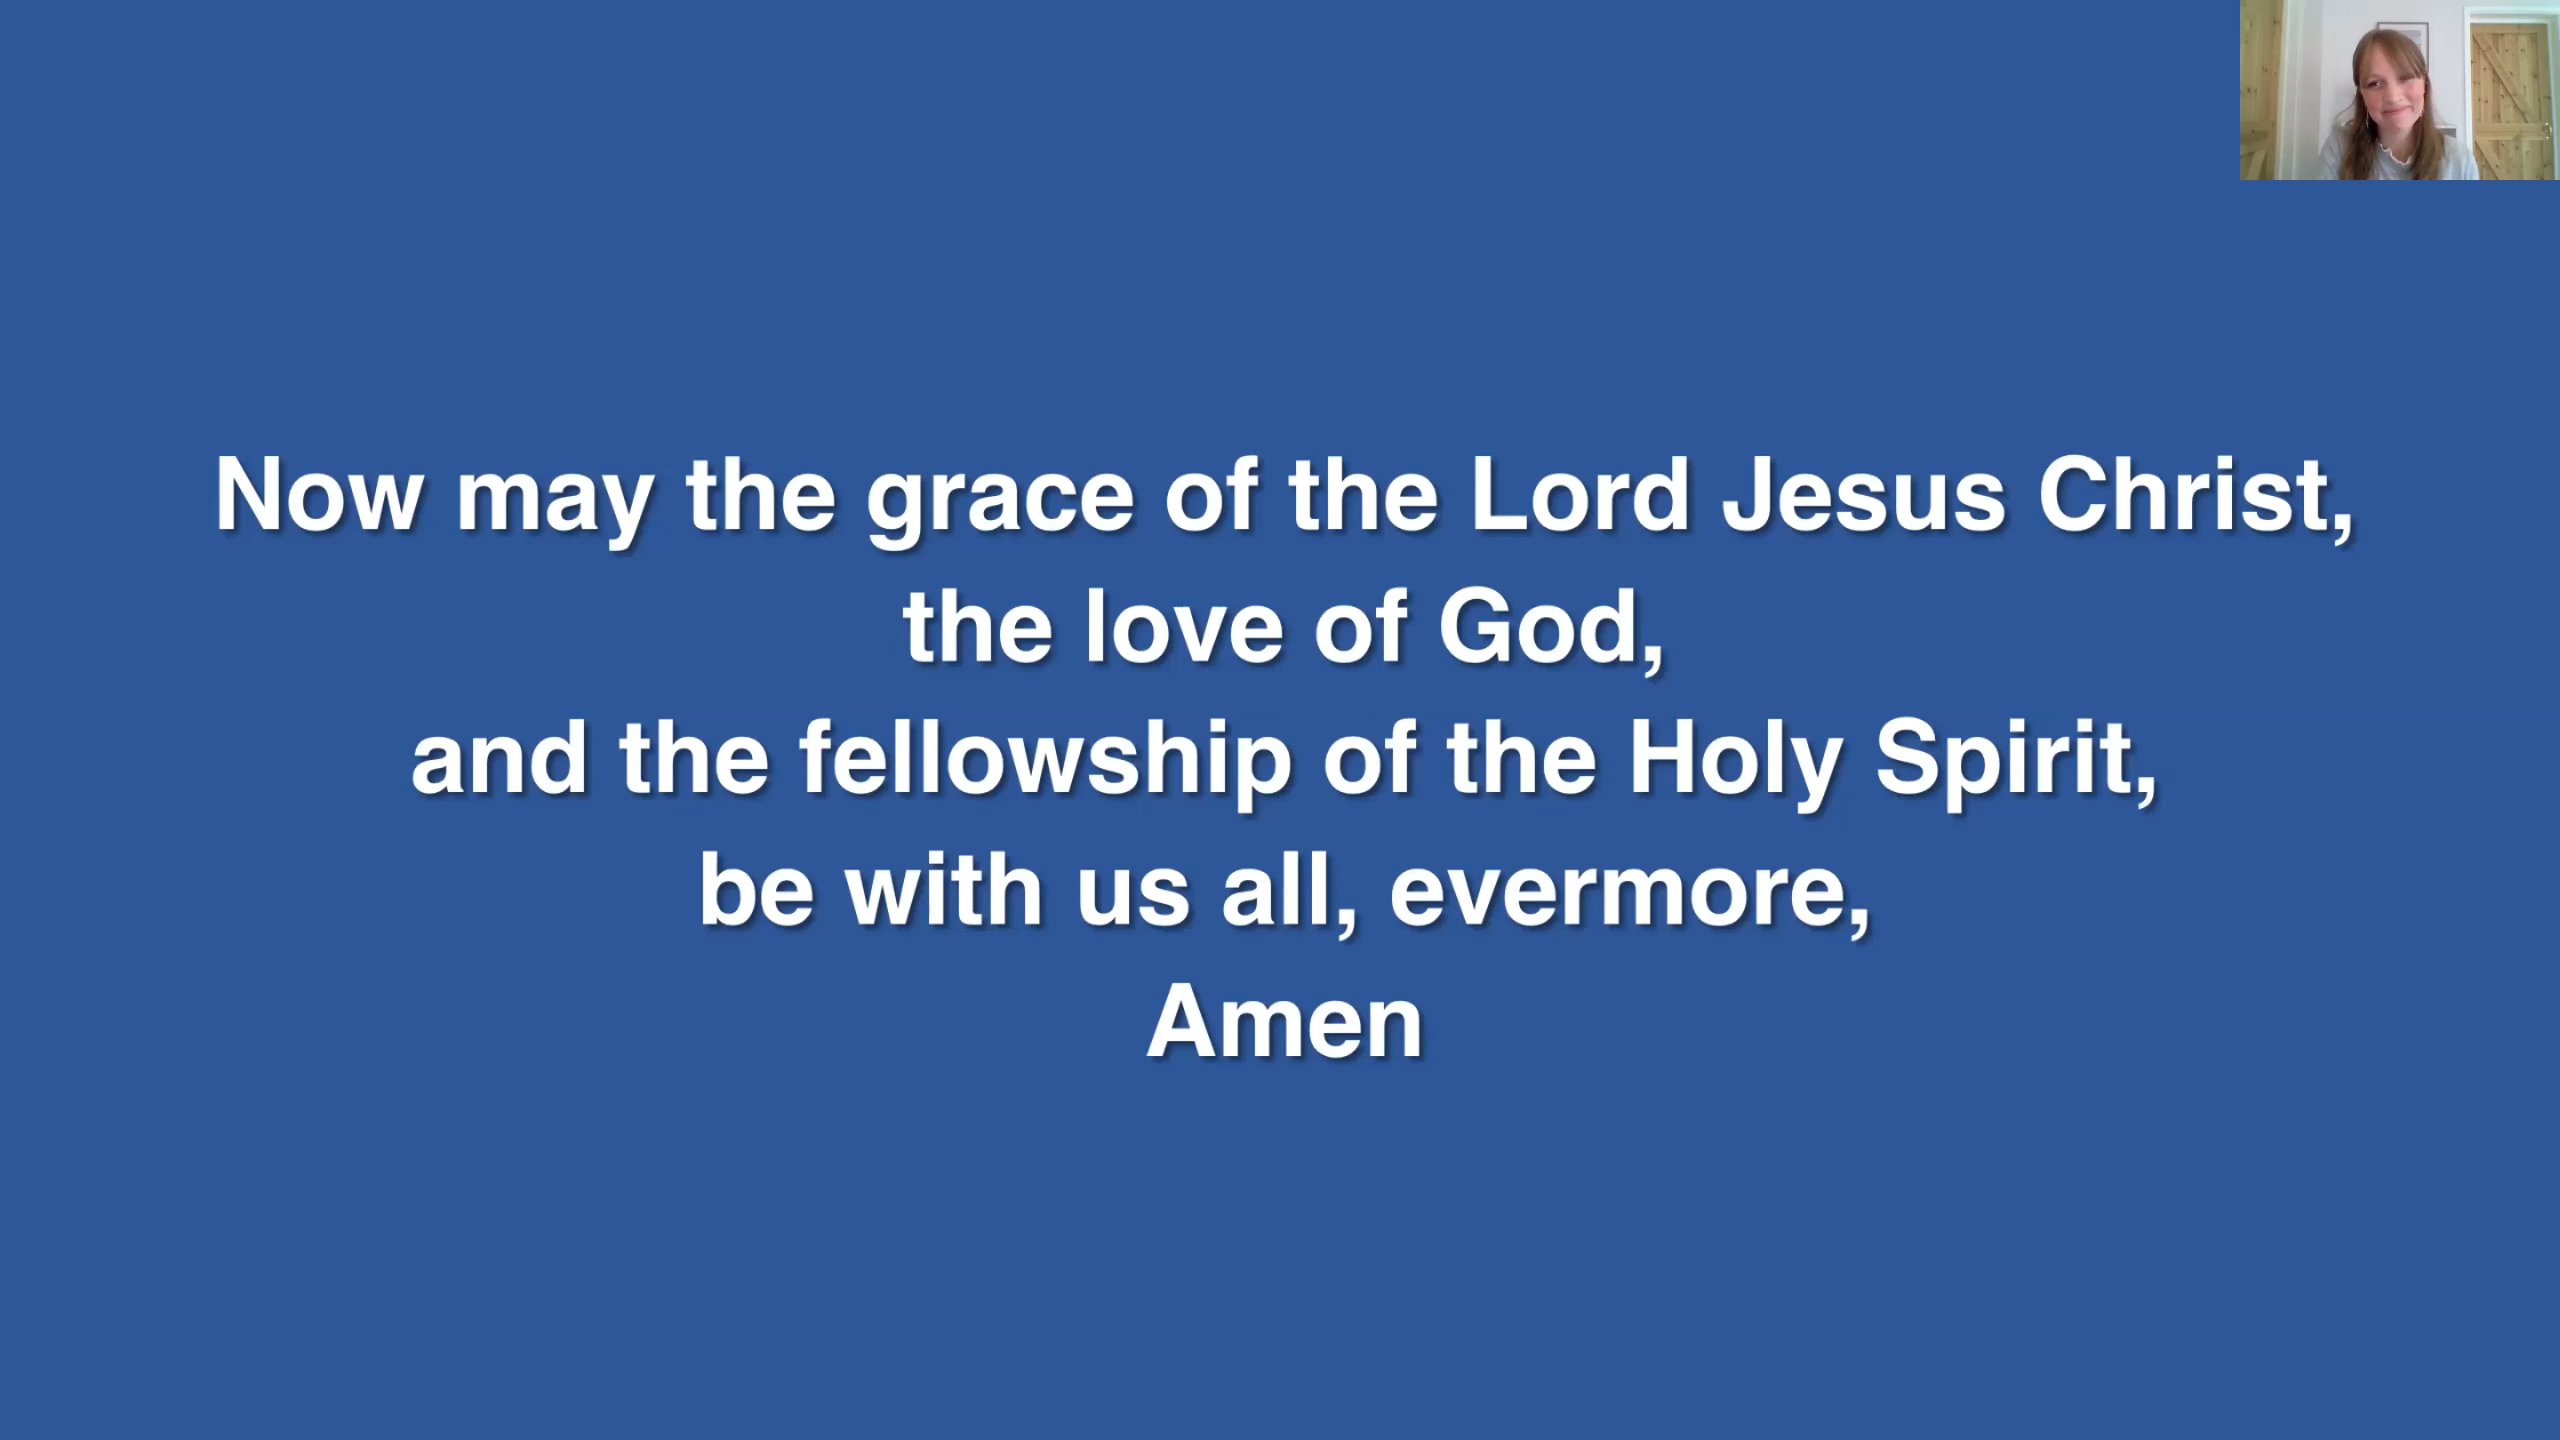 Now may the grace of the Lord Jesus Christ,
the love of God,
and the fellowship of the Holy Spirit,
be with us all, evermore,
Amen